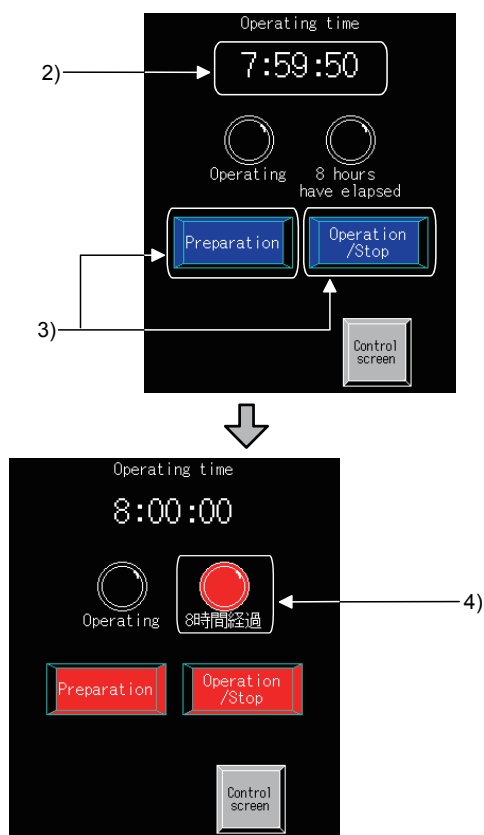 Operating time
2)
7:59:50
Operating
8 hours
have elapsed
Preparation
Operation
/Stop
3)
Control
screen
Operating time
8:00:00
Operating
8時間経過
4)
Preparation
Operation
/Stop
Control
screen